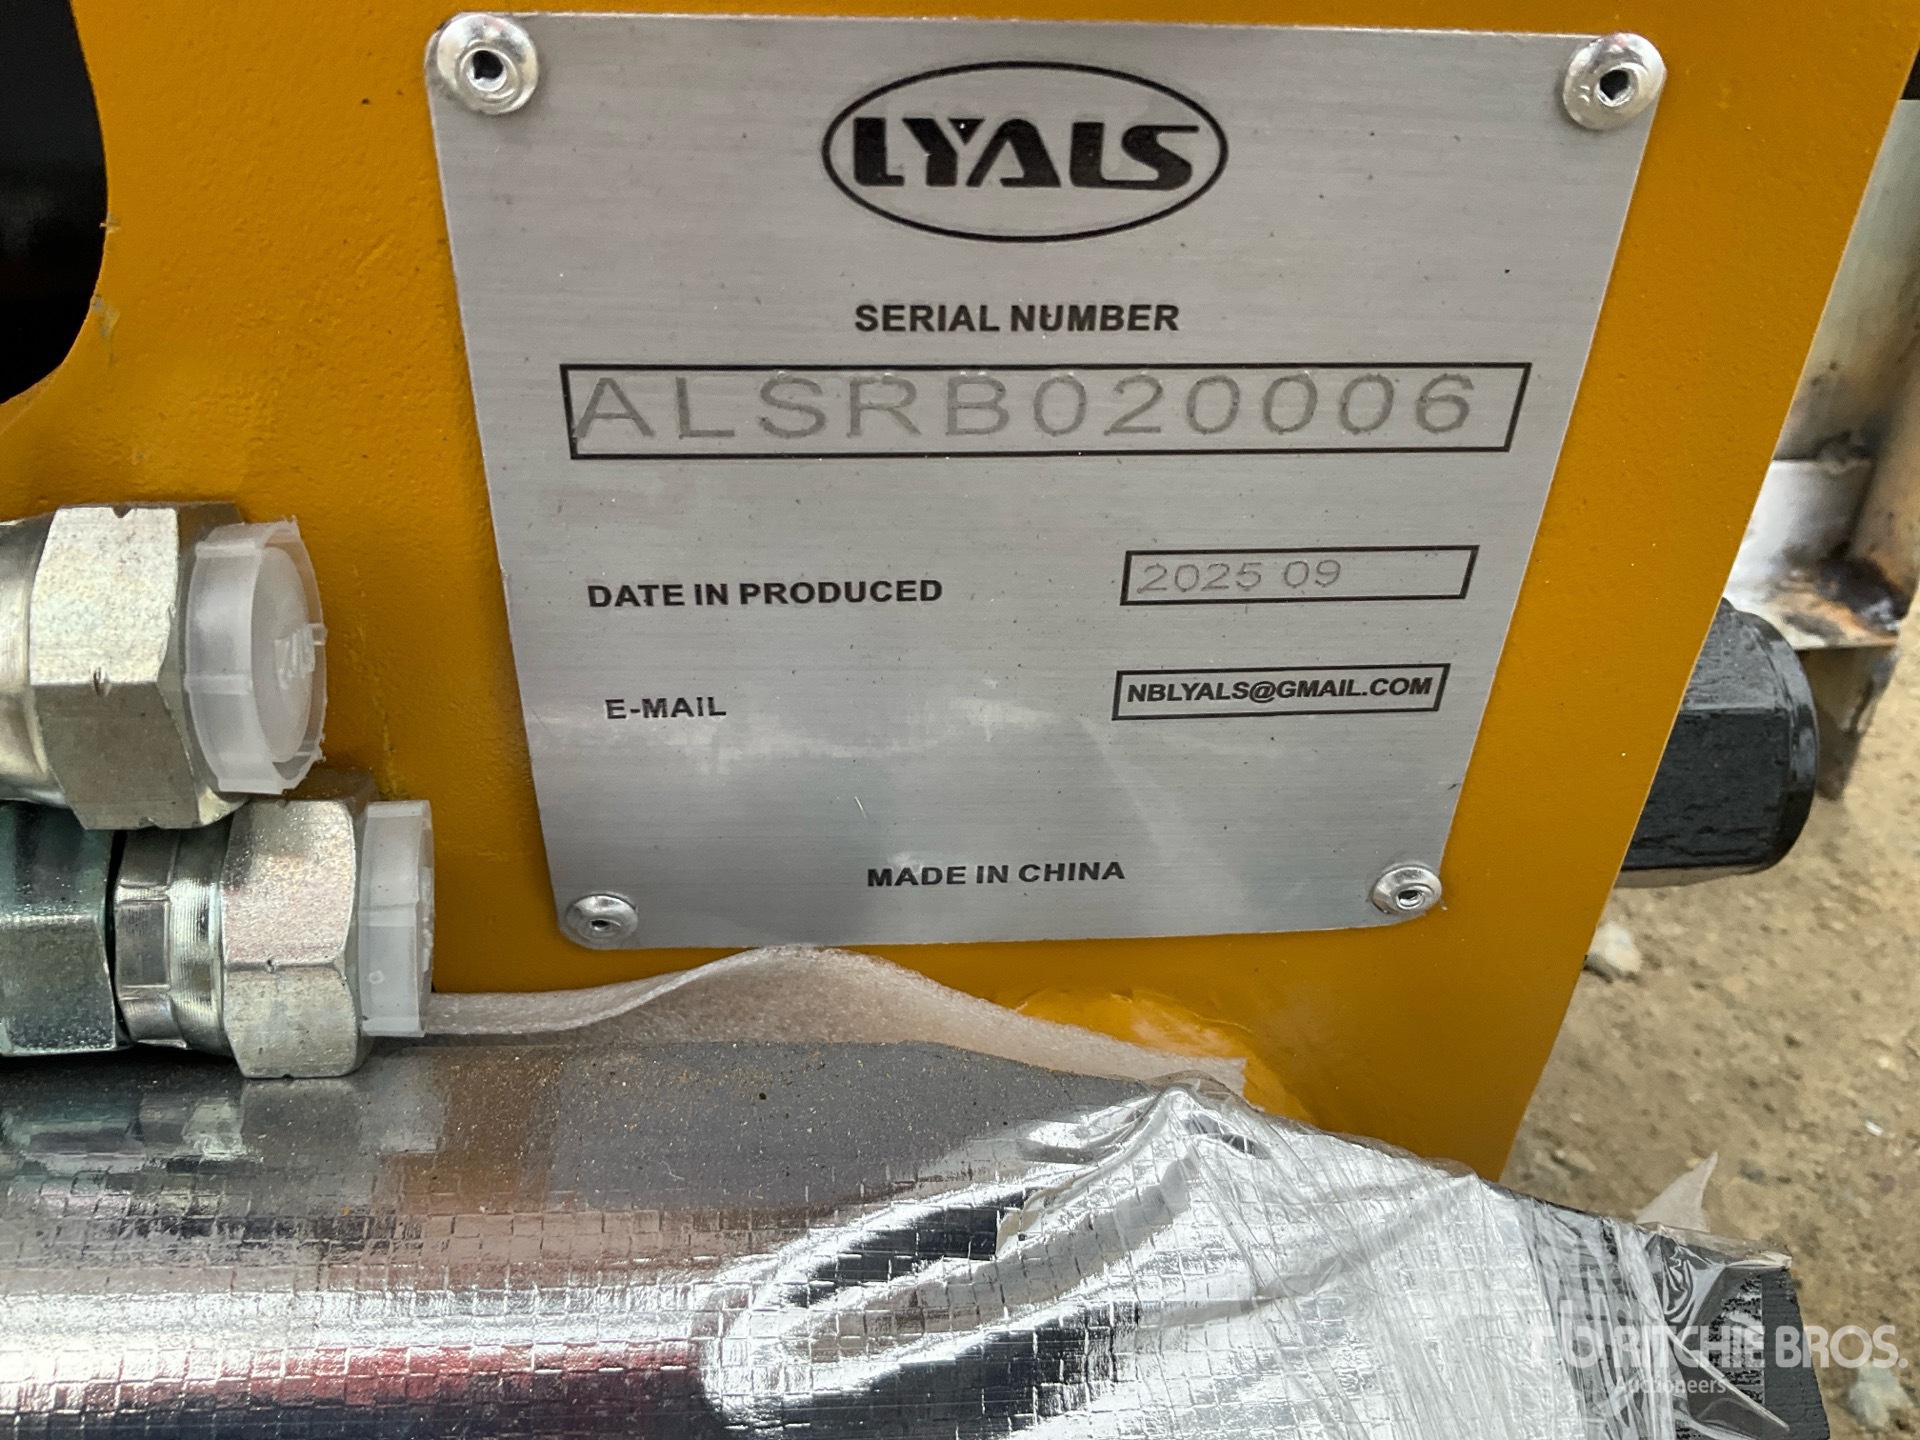 LYALS
SERIAL NUMBER
ALSRB020006
DATE IN PRODUCED
2025 09
E-MAIL
NBLYALS@GMAIL.COM
MADE IN CHINA
RITCHIE BROS.
Auctioneers